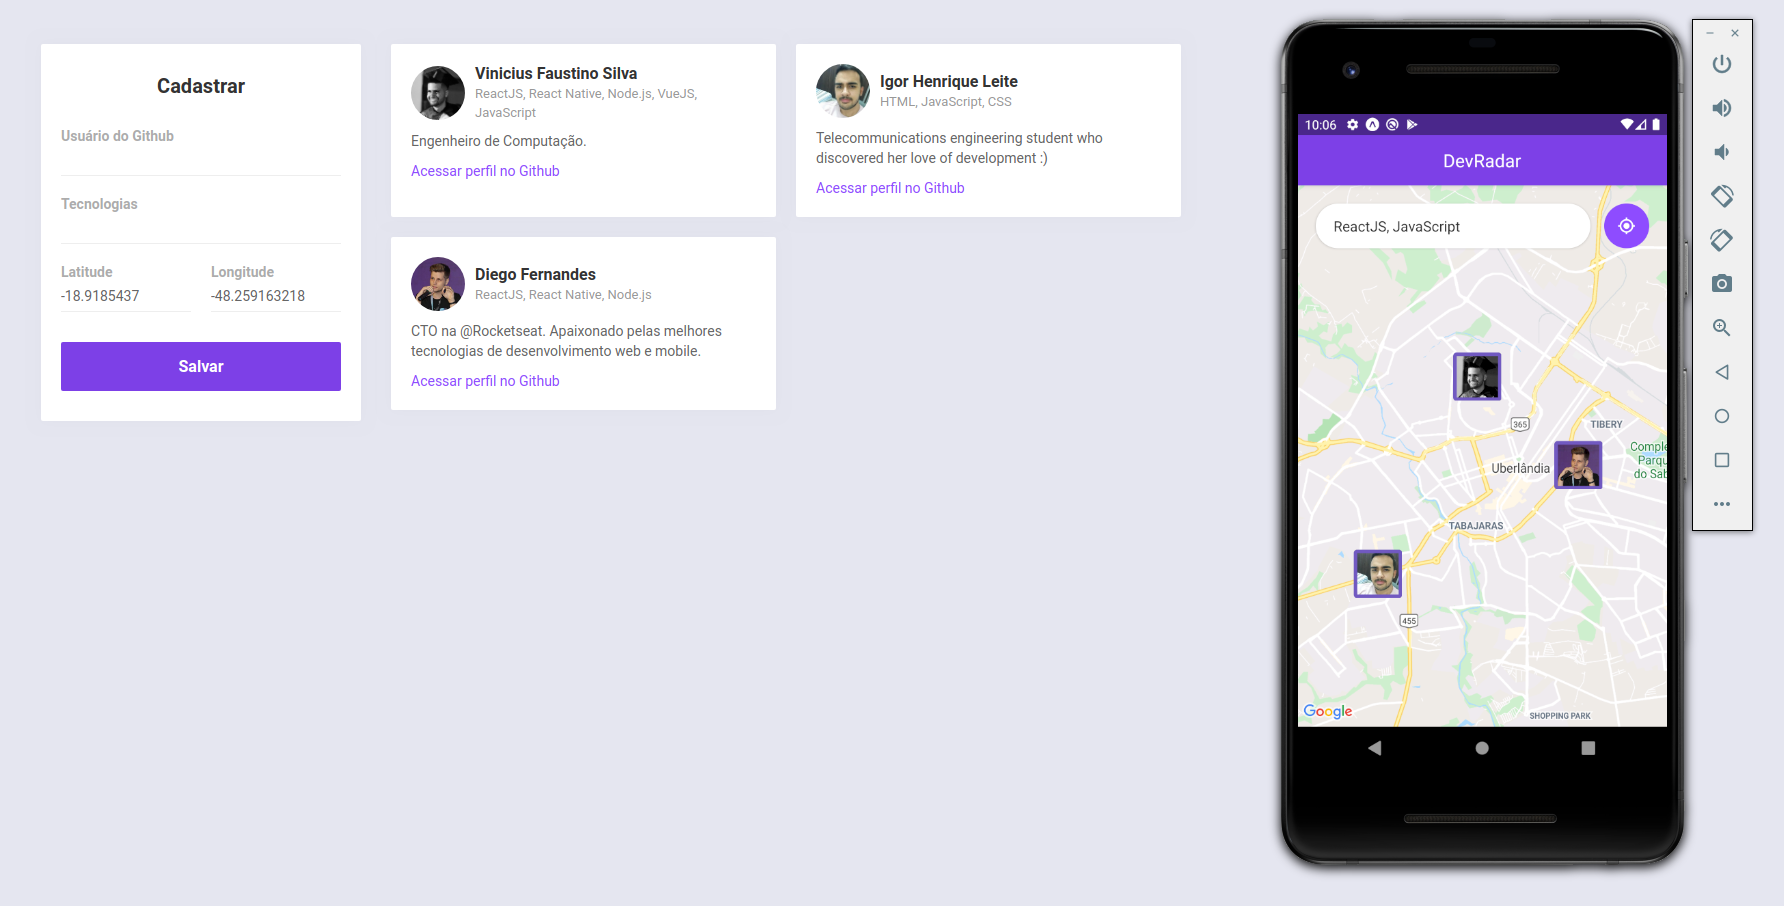 Cadastrar
Usuário do Github
Tecnologias
Latitude
Longitude
-18.9185437
-48.259163218
Salvar
Vinicius Faustino Silva
ReactJS, React Native, Node.js, VueJS,
JavaScript
Engenheiro de Computação.
Acessar perfil no Github
Igor Henrique Leite
HTML, JavaScript, CSS
Telecommunications engineering student who
discovered her love of development :)
Acessar perfil no Github
Diego Fernandes
ReactJS, React Native, Node.js
CTO na @Rocketseat. Apaixonado pelas melhores
tecnologias de desenvolvimento web e mobile.
Acessar perfil no Github
10:06
DevRadar
ReactJS, JavaScript
365
TIBERY
Comple
Parqu
do Sab
Uberlândia
TABAJARAS
455
Google
SHOPPING PARK